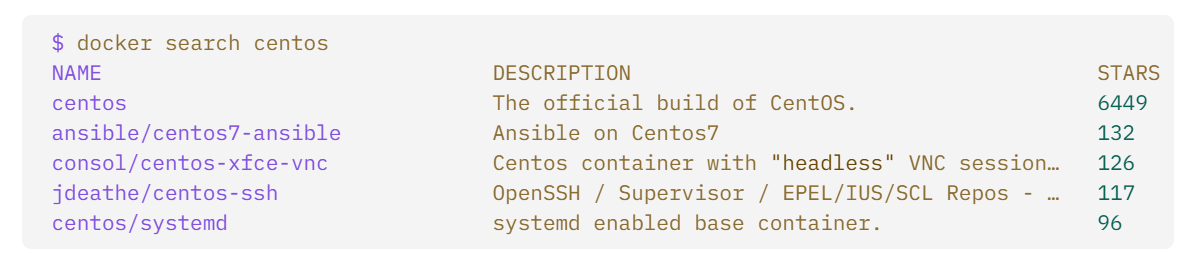 $ docker search centos
NAME DESCRIPTION STARS
centos The official build of CentOS. 6449
ansible/centos7-ansible Ansible on Centos7 132
consol/centos-xfce-vnc Centos container with "headless" VNC session… 126
jdeathe/centos-ssh OpenSSH / Supervisor / EPEL/IUS/SCL Repos - … 117
centos/systemd systemd enabled base container. 96